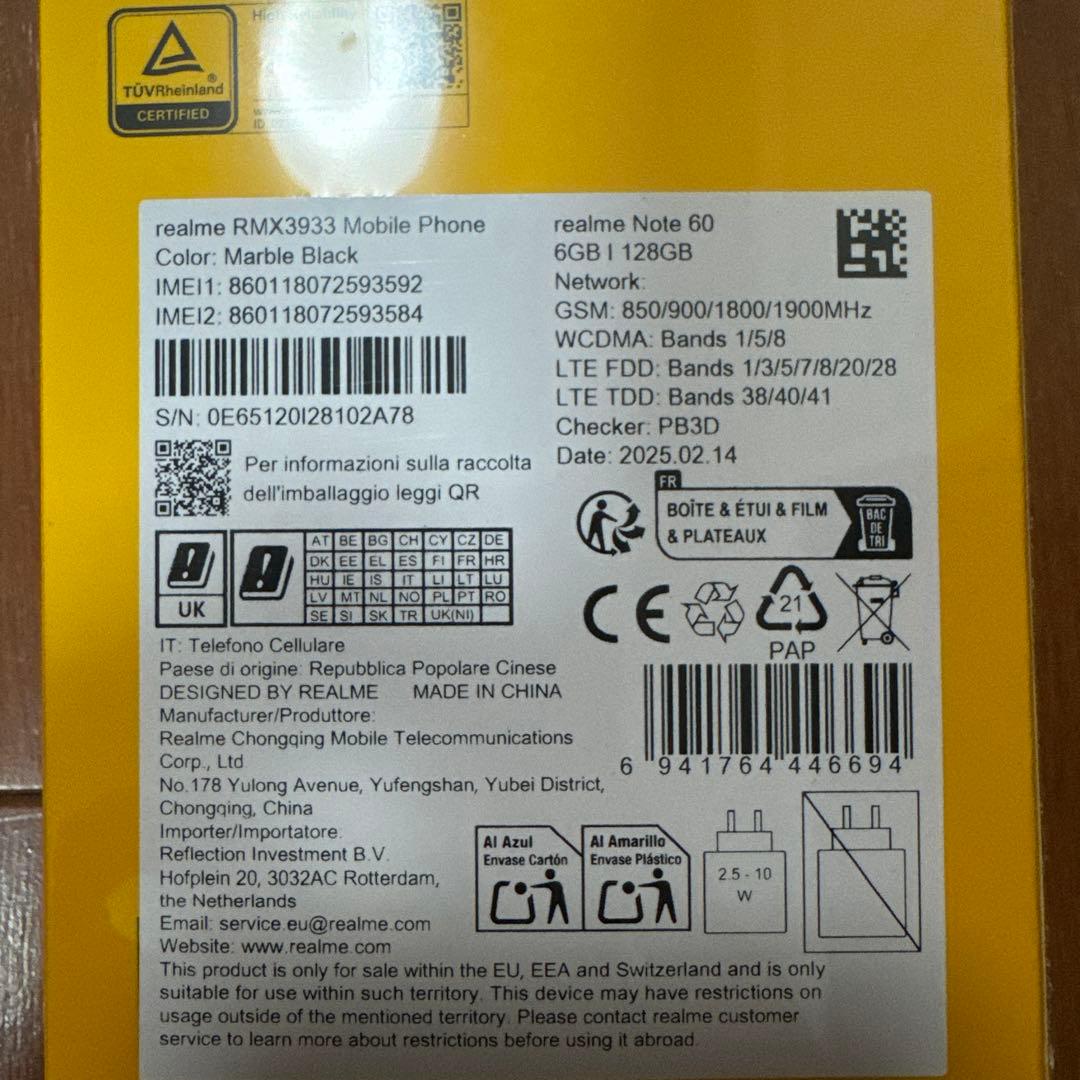 TÜVRheinland®
CERTIFIED
High Reliability
realme RMX3933 Mobile Phone
Color: Marble Black
IMEI1: 860118072593592
IMEI2: 860118072593584
S/N: 0E65120I28102A78
Per informazioni sulla raccolta
dell'imballaggio leggi QR
realme Note 60
6GB | 128GB
Network:
GSM: 850/900/1800/1900MHz
WCDMA: Bands 1/5/8
LTE FDD: Bands 1/3/5/7/8/20/28
LTE TDD: Bands 38/40/41
Checker: PB3D
Date: 2025.02.14
FR
BOÎTE & ÉTUI & FILM
& PLATEAUX
BAC
DE
TRI
UK
AT BE BG CH CY CZ DE
DK EE EL ES FI FR HR
HU IE IS IT LI LT LU
LV MT NL NO PL PT RO
SE SI SK TR UK(NI)
CE
21
PAP
IT: Telefono Cellulare
Paese di origine: Repubblica Popolare Cinese
DESIGNED BY REALME MADE IN CHINA
Manufacturer/Produttore:
Realme Chongqing Mobile Telecommunications
Corp., Ltd
No.178 Yulong Avenue, Yufengshan, Yubei District,
Chongqing, China
Importer/Importatore:
Reflection Investment B.V.
Hofplein 20, 3032AC Rotterdam,
the Netherlands
Email: service.eu@realme.com
Website: www.realme.com
6 941764 446694
Al Azul
Envase Cartón
Al Amarillo
Envase Plástico
2.5 - 10
W
This product is only for sale within the EU, EEA and Switzerland and is only
suitable for use within such territory. This device may have restrictions on
usage outside of the mentioned territory. Please contact realme customer
service to learn more about restrictions before using it abroad.